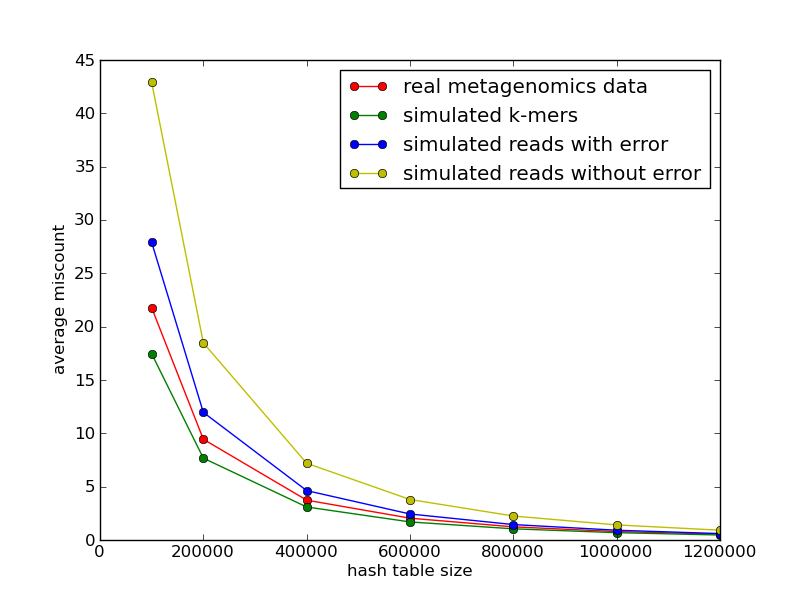 45
40
35
30
25
20
15
10
5
0
average miscount
real metagenomics data
simulated k-mers
simulated reads with error
simulated reads without error
0 200000 400000 600000 800000 1000000 1200000
hash table size